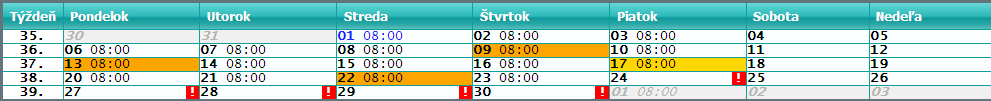 Týždeň Pondelok Utorok Streda Štvrtok Piatok Sobota Nedeľa
35. 30 31 01 08:00 02 08:00 03 08:00 04 05
36. 06 08:00 07 08:00 08 08:00 09 08:00 10 08:00 11 12
37. 13 08:00 14 08:00 15 08:00 16 08:00 17 08:00 18 19
38. 20 08:00 21 08:00 22 08:00 23 08:00 24 ! 25 26
39. 27 ! 28 ! 29 ! 30 ! 01 08:00 02 03